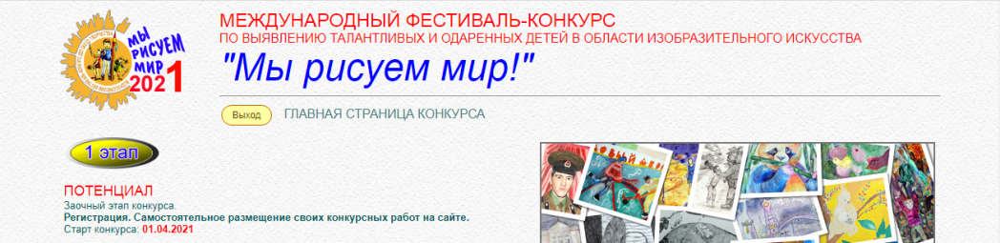 МЕЖДУНАРОДНЫЙ ФЕСТИВАЛЬ-КОНКУРС
ПО ВЫЯВЛЕНИЮ ТАЛАНТЛИВЫХ И ОДАРЕННЫХ ДЕТЕЙ В ОБЛАСТИ ИЗОБРАЗИТЕЛЬНОГО ИСКУССТВА
"Мы рисуем мир!"
МЫ
РИСУЕМ
МИР
2021
Выход
ГЛАВНАЯ СТРАНИЦА КОНКУРСА
1 этап
ПОТЕНЦИАЛ
Заочный этап конкурса.
Регистрация. Самостоятельное размещение своих конкурсных работ на сайте.
Старт конкурса: 01.04.2021